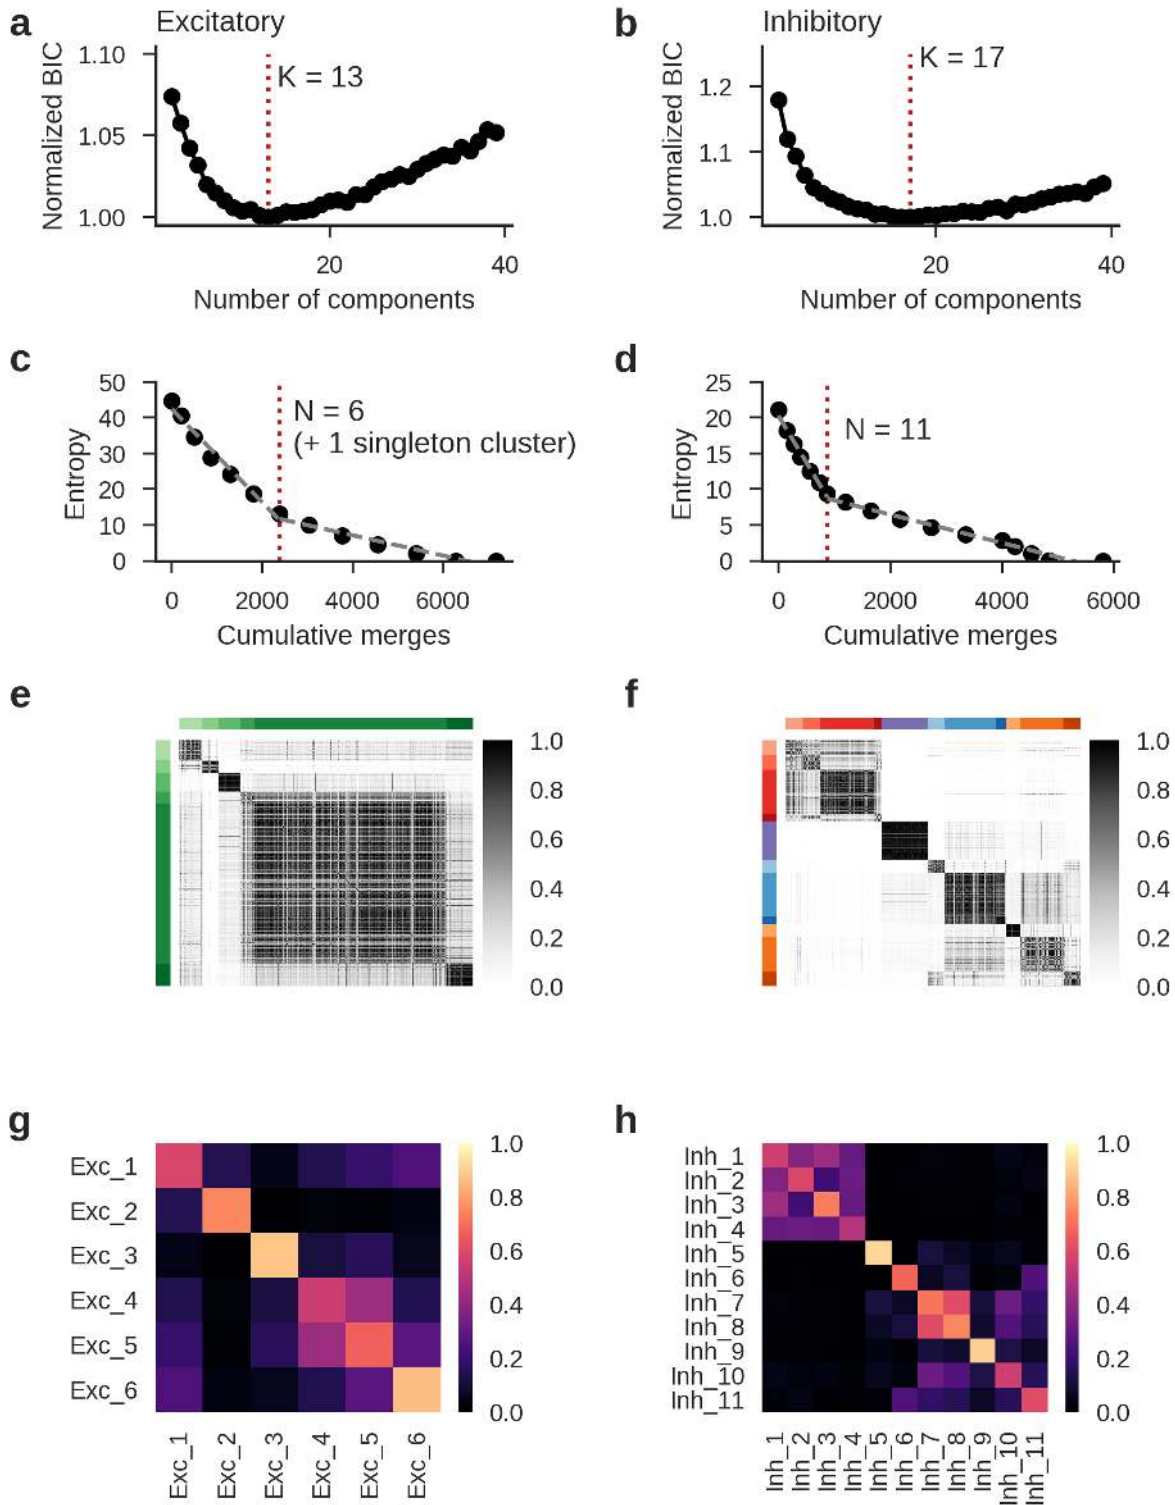 a
Excitatory
Normalized BIC
1.10
1.05
1.00
K = 13
20
40
Number of components
b
Inhibitory
Normalized BIC
1.2
1.1
1.0
K = 17
20
40
Number of components
c
Entropy
50
40
30
20
10
0
N = 6
(+ 1 singleton cluster)
0
2000
4000
6000
Cumulative merges
d
Entropy
25
20
15
10
5
0
N = 11
0
2000
4000
6000
Cumulative merges
e
1.0
0.8
0.6
0.4
0.2
0.0
f
1.0
0.8
0.6
0.4
0.2
0.0
g
Exc_1
Exc_2
Exc_3
Exc_4
Exc_5
Exc_6
Exc_1
Exc_2
Exc_3
Exc_4
Exc_5
Exc_6
1.0
0.8
0.6
0.4
0.2
0.0
h
Inh_1
Inh_2
Inh_3
Inh_4
Inh_5
Inh_6
Inh_7
Inh_8
Inh_9
Inh_10
Inh_11
Inh_1
Inh_2
Inh_3
Inh_4
Inh_5
Inh_6
Inh_7
Inh_8
Inh_9
Inh_10
Inh_11
1.0
0.8
0.6
0.4
0.2
0.0